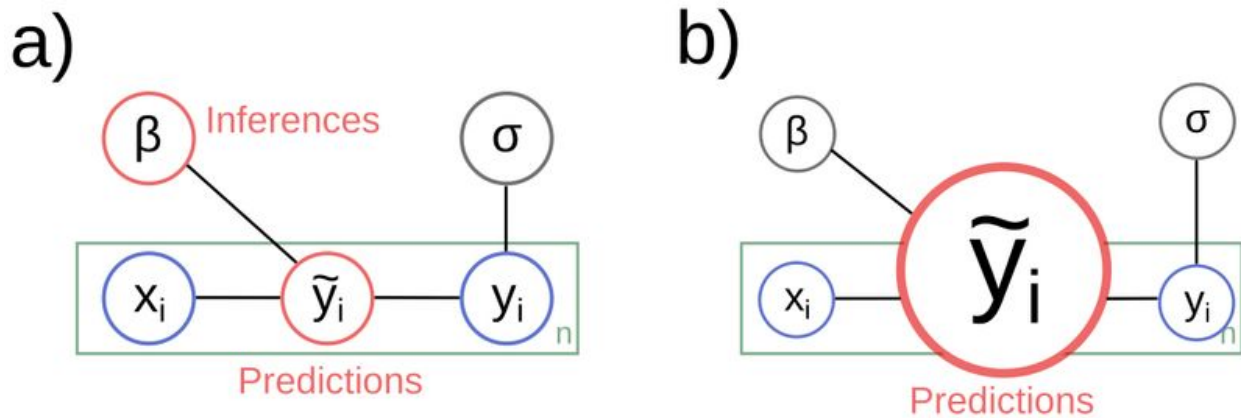 a)
β Inferences
σ
xᵢ
ỹᵢ
yᵢ
n
Predictions
b)
β
σ
xᵢ
ỹᵢ
yᵢ
n
Predictions